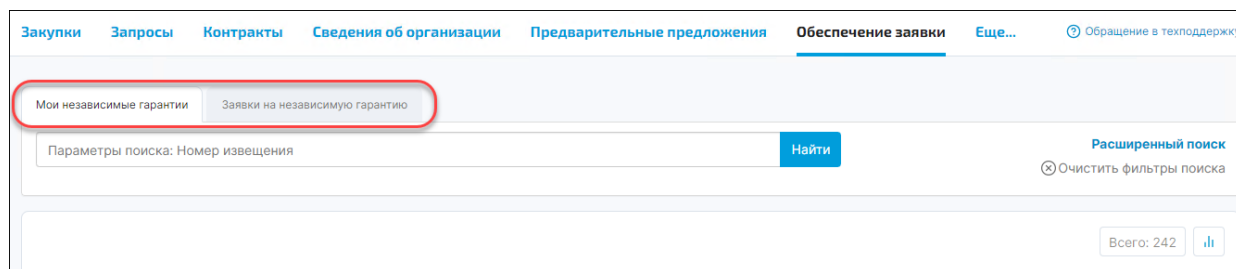 Закупки Запросы Контракты Сведения об организации Предварительные предложения Обеспечение заявки Еще... Обращение в техподдержку
Мои независимые гарантии Заявки на независимую гарантию
Параметры поиска: Номер извещения Найти Расширенный поиск
Очистить фильтры поиска
Всего: 242